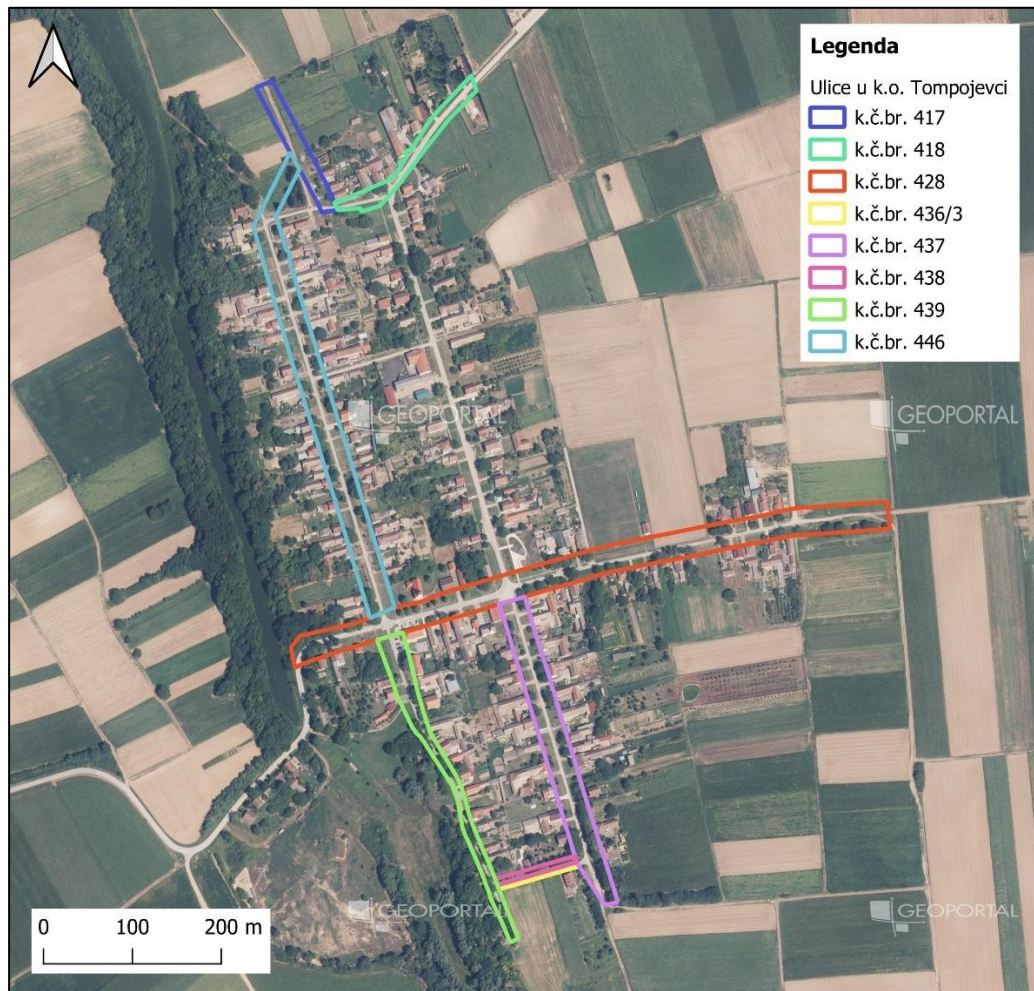 Legenda
Ulice u k.o. Tompojevci
k.č.br. 417
k.č.br. 418
k.č.br. 428
k.č.br. 436/3
k.č.br. 437
k.č.br. 438
k.č.br. 439
k.č.br. 446
GEOPORTAL
GEOPORTAL
GEOPORTAL
GEOPORTAL
0 100 200 m